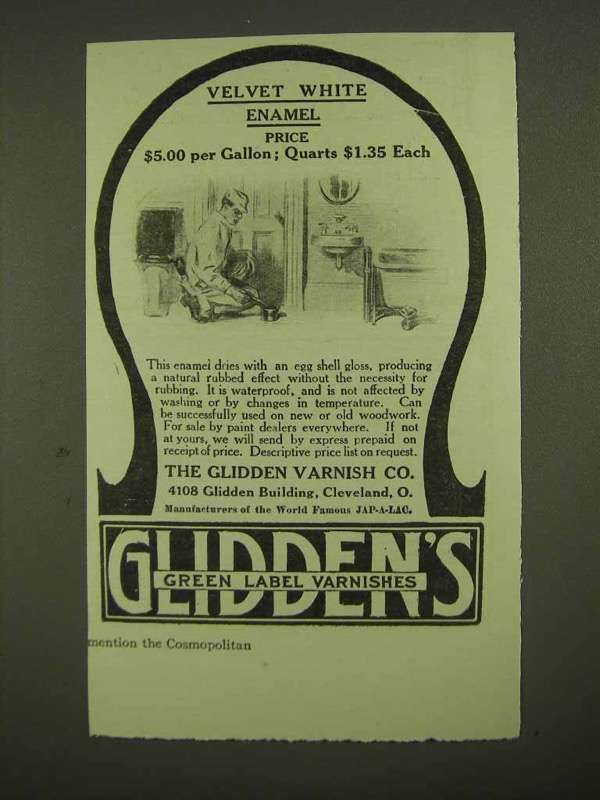 VELVET WHITE
ENAMEL
PRICE
$5.00 per Gallon; Quarts $1.35 Each
This enamel dries with an egg shell gloss, producing
a natural rubbed effect without the necessity for
rubbing. It is waterproof, and is not affected by
washing or by changes in temperature. Can
be successfully used on new or old woodwork.
For sale by paint dealers everywhere. If not
at yours, we will send by express prepaid on
receipt of price. Descriptive price list on request.
THE GLIDDEN VARNISH CO.
4108 Glidden Building, Cleveland, O.
Manufacturers of the World Famous JAP-A-LAC.
GLIDDEN'S
GREEN LABEL VARNISHES
mention the Cosmopolitan